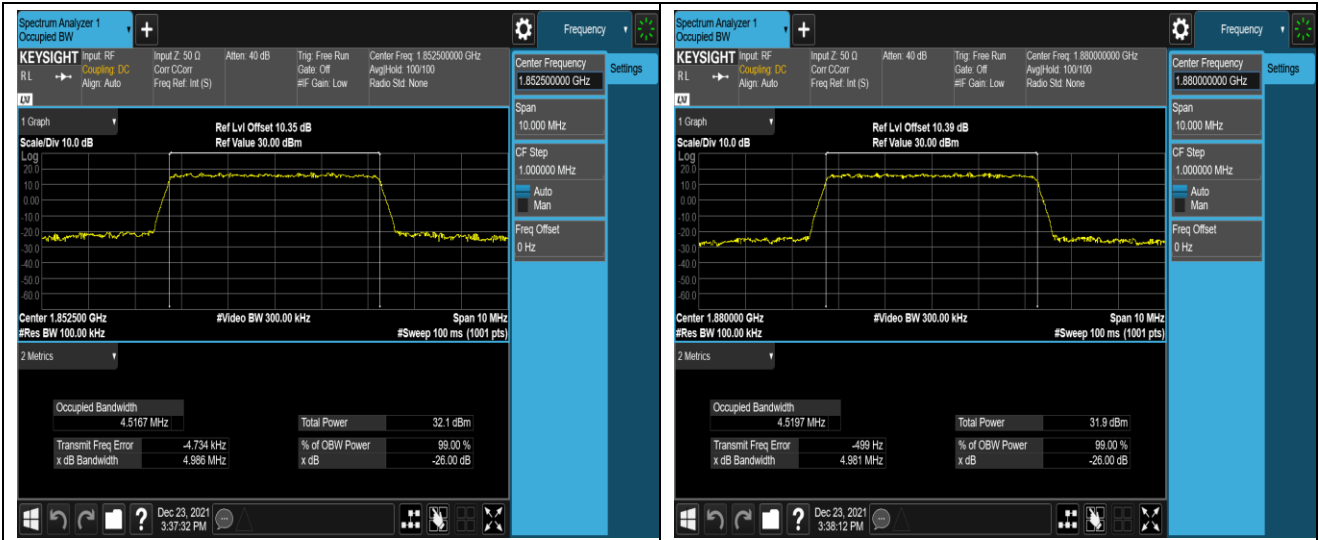 Spectrum Analyzer 1
Occupied BW
+
Frequency
KEYSIGHT
RL
LXI
Input: RF
Coupling: DC
Align: Auto
Input Z: 50 Ω
Corr CCorr
Freq Ref: Int (S)
Atten: 40 dB
Trig: Free Run
Gate: Off
#IF Gain: Low
Center Freq: 1.852500000 GHz
Avg|Hold: 100/100
Radio Std: None
Center Frequency
1.852500000 GHz
Settings
Span
10.000 MHz
CF Step
1.000000 MHz
Auto
Man
Freq Offset
0 Hz
1 Graph
Scale/Div 10.0 dB
Ref Lvl Offset 10.35 dB
Ref Value 30.00 dBm
Log
20.0
10.0
0.00
-10.0
-20.0
-30.0
-40.0
-50.0
-60.0
Center 1.852500 GHz
#Video BW 300.00 kHz
Span 10 MHz
#Res BW 100.00 kHz
#Sweep 100 ms (1001 pts)
2 Metrics
Occupied Bandwidth
4.5167 MHz
Total Power 32.1 dBm
Transmit Freq Error -4.734 kHz
% of OBW Power 99.00 %
x dB Bandwidth 4.986 MHz
x dB -26.00 dB
?
Dec 23, 2021
3:37:32 PM
Spectrum Analyzer 1
Occupied BW
+
Frequency
KEYSIGHT
RL
LXI
Input: RF
Coupling: DC
Align: Auto
Input Z: 50 Ω
Corr CCorr
Freq Ref: Int (S)
Atten: 40 dB
Trig: Free Run
Gate: Off
#IF Gain: Low
Center Freq: 1.880000000 GHz
Avg|Hold: 100/100
Radio Std: None
Center Frequency
1.880000000 GHz
Settings
Span
10.000 MHz
CF Step
1.000000 MHz
Auto
Man
Freq Offset
0 Hz
1 Graph
Scale/Div 10.0 dB
Ref Lvl Offset 10.39 dB
Ref Value 30.00 dBm
Log
20.0
10.0
0.00
-10.0
-20.0
-30.0
-40.0
-50.0
-60.0
Center 1.880000 GHz
#Video BW 300.00 kHz
Span 10 MHz
#Res BW 100.00 kHz
#Sweep 100 ms (1001 pts)
2 Metrics
Occupied Bandwidth
4.5197 MHz
Total Power 31.9 dBm
Transmit Freq Error -499 Hz
% of OBW Power 99.00 %
x dB Bandwidth 4.981 MHz
x dB -26.00 dB
?
Dec 23, 2021
3:38:12 PM